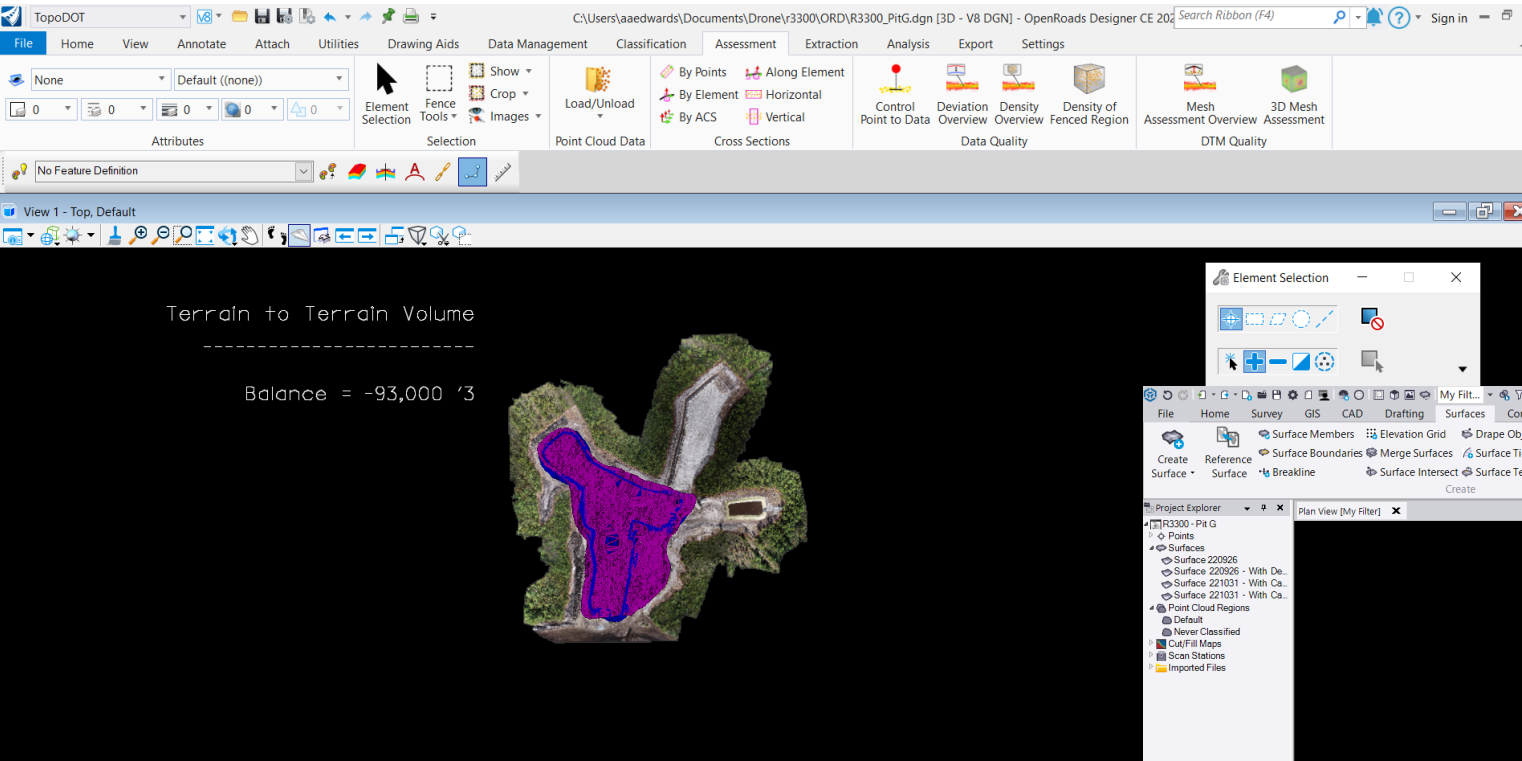 TopoDOT
C:\Users\aaedwards\Documents\Drone\r3300\ORD\R3300_PitG.dgn [3D - V8 DGN] - OpenRoads Designer CE 202
Search Ribbon (F4)
Sign in
File Home View Annotate Attach Utilities Drawing Aids Data Management Classification Assessment Extraction Analysis Export Settings
None
Default ((none))
0 0 0 0 0
Attributes
Element Selection
Fence Tools
Show
Crop
Images
Selection
Load/Unload
Point Cloud Data
By Points
By Element
By ACS
Along Element
Horizontal
Vertical
Cross Sections
Control Point to Data
Deviation Overview
Density Overview
Density of Fenced Region
Data Quality
Mesh Assessment Overview
3D Mesh Assessment
DTM Quality
No Feature Definition
View 1 - Top, Default
Terrain to Terrain Volume
--------------------------
Balance = -93,000 '3
Element Selection
My Filt...
File Home Survey GIS CAD Drafting Surfaces
Create Surface
Reference Surface
Surface Members
Surface Boundaries
Breakline
Elevation Grid
Merge Surfaces
Surface Intersect
Drape Obj
Surface Ti
Surface Te
Create
Project Explorer
R3300 - Pit G
Points
Surfaces
Surface 220926
Surface 220926 - With De...
Surface 221031 - With Ca...
Surface 221031 - With Ca...
Point Cloud Regions
Default
Never Classified
Cut/Fill Maps
Scan Stations
Imported Files
Plan View [My Filter]